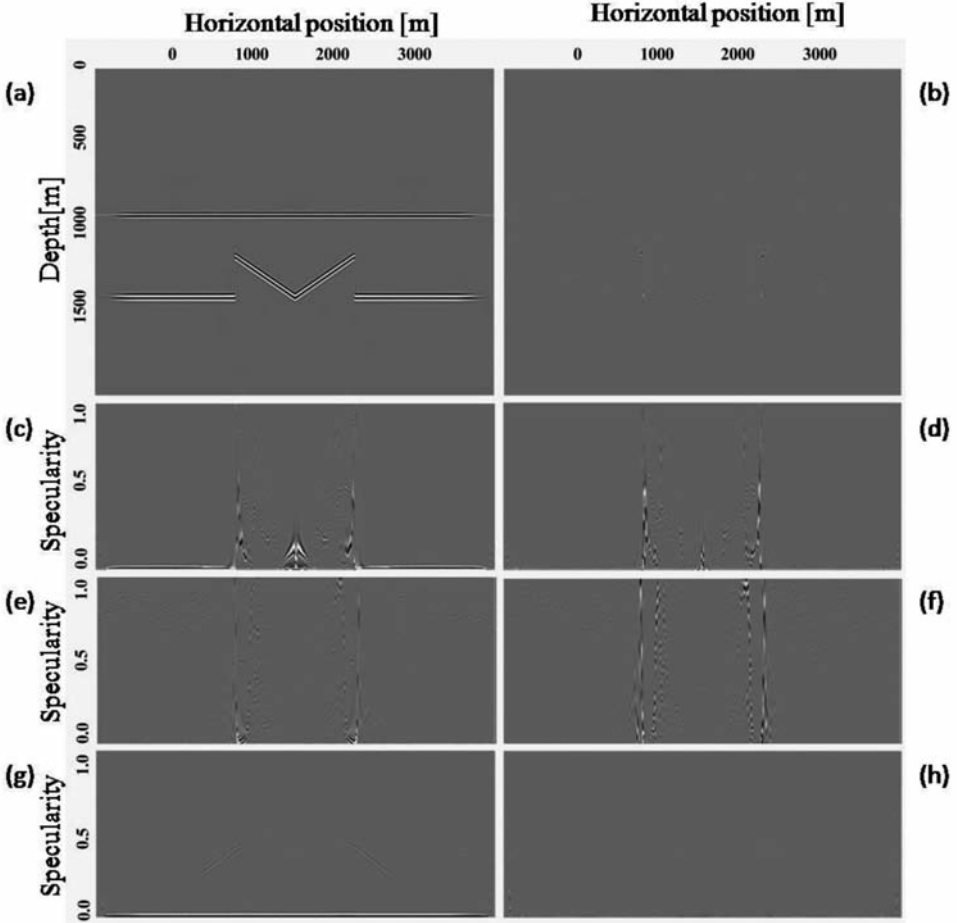 Horizontal position [m] Horizontal position [m]
0 1000 2000 3000 0 1000 2000 3000
(a) (b)
Depth[m]
0 500 1000 1500
(c) (d)
Specularity
1.0 0.5 0.0
(e) (f)
Specularity
1.0 0.5 0.0
(g) (h)
Specularity
1.0 0.5 0.0